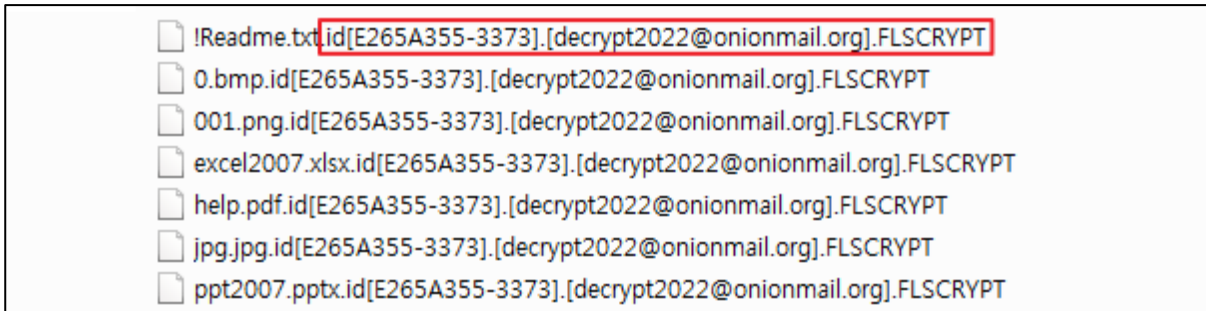 !Readme.txt.id[E265A355-3373].[decrypt2022@onionmail.org].FLSCRYPT
0.bmp.id[E265A355-3373].[decrypt2022@onionmail.org].FLSCRYPT
001.png.id[E265A355-3373].[decrypt2022@onionmail.org].FLSCRYPT
excel2007.xlsx.id[E265A355-3373].[decrypt2022@onionmail.org].FLSCRYPT
help.pdf.id[E265A355-3373].[decrypt2022@onionmail.org].FLSCRYPT
jpg.jpg.id[E265A355-3373].[decrypt2022@onionmail.org].FLSCRYPT
ppt2007.pptx.id[E265A355-3373].[decrypt2022@onionmail.org].FLSCRYPT